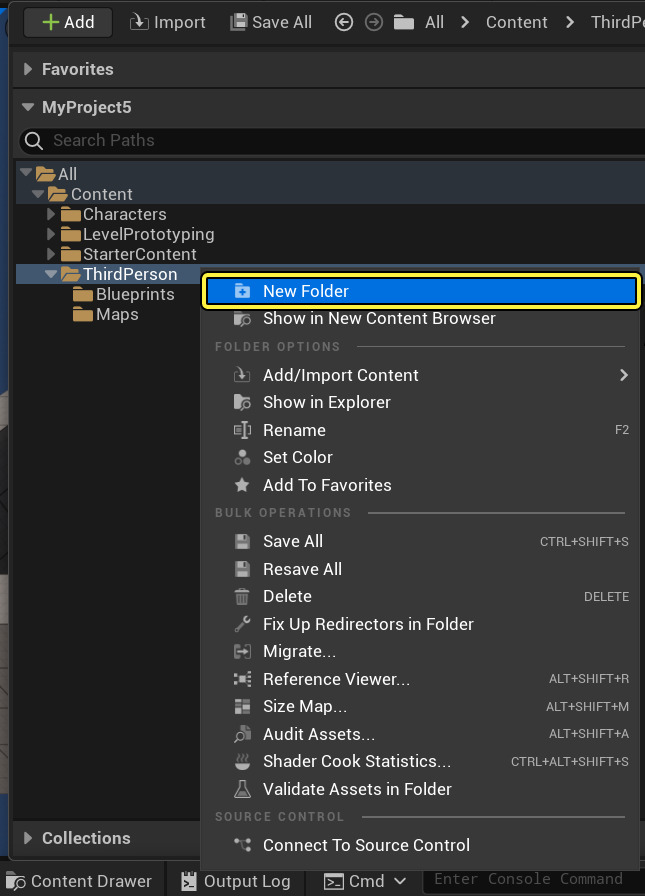 Add Import Save All All Content ThirdPe
Favorites
MyProject5
Search Paths
All
Content
Characters
LevelPrototyping
StarterContent
ThirdPerson
Blueprints
Maps
New Folder
Show in New Content Browser
FOLDER OPTIONS
Add/Import Content
Show in Explorer
Rename F2
Set Color
Add To Favorites
BULK OPERATIONS
Save All CTRL+SHIFT+S
Resave All
Delete DELETE
Fix Up Redirectors in Folder
Migrate...
Reference Viewer... ALT+SHIFT+R
Size Map... ALT+SHIFT+M
Audit Assets... ALT+SHIFT+A
Shader Cook Statistics... CTRL+ALT+SHIFT+S
Validate Assets in Folder
SOURCE CONTROL
Connect To Source Control
Collections
Content Drawer Output Log Cmd Enter Console Command